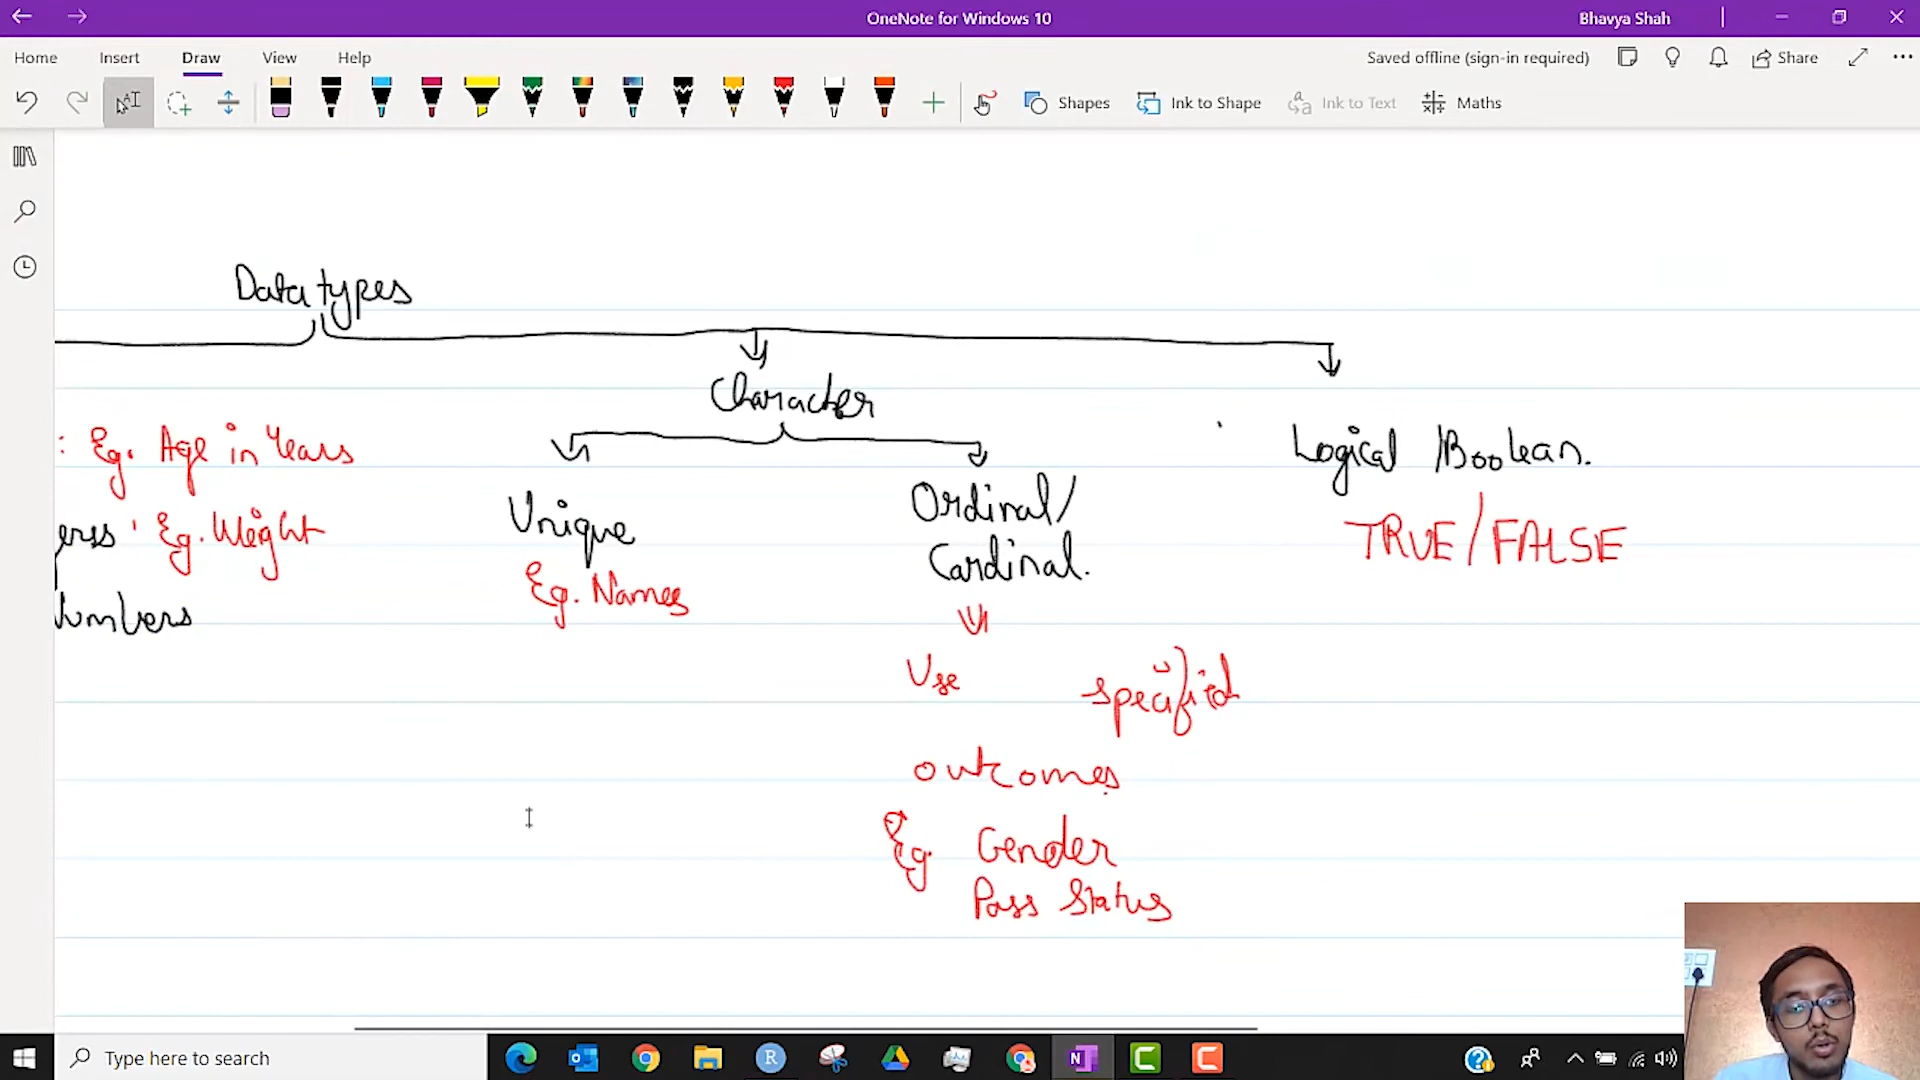 OneNote for Windows 10
Bhavya Shah
Home Insert Draw View Help
Saved offline (sign-in required)
Share
Shapes
Ink to Shape
Ink to Text
Maths
Data types
Character
Logical /Boolean.
TRUE/FALSE
: Eg. Age in Years
Eg. Weight
Numbers
Unique
Eg. Names
Ordinal/
Cardinal.
Use specified
outcomes
Eg. Gender
Pass Status
Type here to search